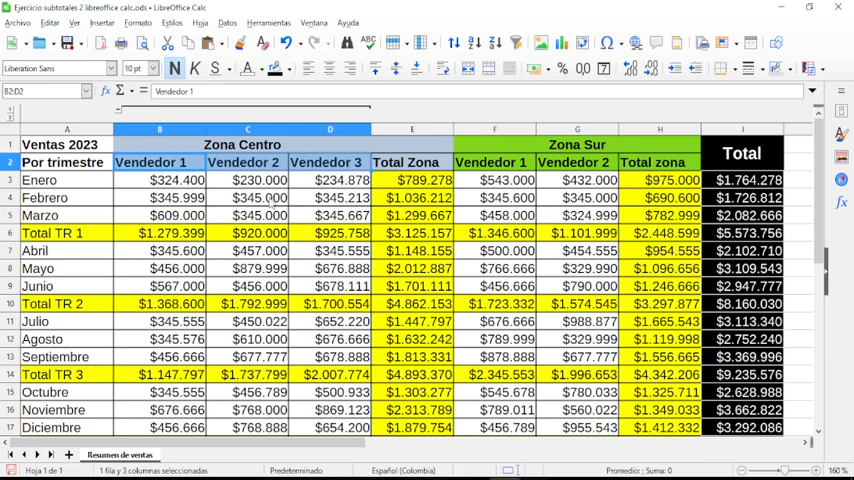 Ejercicio subtotales 2 libreoffice calc.ods - LibreOffice Calc
Archivo Editar Ver Insertar Formato Estilos Hoja Datos Herramientas Ventana Ayuda
Liberation Sans 10 pt N K S
B2:D2 Vendedor 1
A B C D E F G H I
1 Ventas 2023 Zona Centro Zona Sur Total
2 Por trimestre Vendedor 1 Vendedor 2 Vendedor 3 Total Zona Vendedor 1 Vendedor 2 Total zona
3 Enero $324.400 $230.000 $234.878 $789.278 $543.000 $432.000 $975.000 $1.764.278
4 Febrero $345.999 $345.000 $345.213 $1.036.212 $345.600 $345.000 $690.600 $1.726.812
5 Marzo $609.000 $345.000 $345.667 $1.299.667 $458.000 $324.999 $782.999 $2.082.666
6 Total TR 1 $1.279.399 $920.000 $925.758 $3.125.157 $1.346.600 $1.101.999 $2.448.599 $5.573.756
7 Abril $345.600 $457.000 $345.555 $1.148.155 $500.000 $454.555 $954.555 $2.102.710
8 Mayo $456.000 $879.999 $676.888 $2.012.887 $766.666 $329.990 $1.096.656 $3.109.543
9 Junio $567.000 $456.000 $678.111 $1.701.111 $456.666 $790.000 $1.246.666 $2.947.777
10 Total TR 2 $1.368.600 $1.792.999 $1.700.554 $4.862.153 $1.723.332 $1.574.545 $3.297.877 $8.160.030
11 Julio $345.555 $450.022 $652.220 $1.447.797 $676.666 $988.877 $1.665.543 $3.113.340
12 Agosto $345.576 $610.000 $676.666 $1.632.242 $789.999 $329.999 $1.119.998 $2.752.240
13 Septiembre $456.666 $677.777 $678.888 $1.813.331 $878.888 $677.777 $1.556.665 $3.369.996
14 Total TR 3 $1.147.797 $1.737.799 $2.007.774 $4.893.370 $2.345.553 $1.996.653 $4.342.206 $9.235.576
15 Octubre $345.555 $456.789 $500.933 $1.303.277 $545.678 $780.033 $1.325.711 $2.628.988
16 Noviembre $676.666 $768.000 $869.123 $2.313.789 $789.011 $560.022 $1.349.033 $3.662.822
17 Diciembre $456.666 $768.888 $654.200 $1.879.754 $456.789 $955.543 $1.412.332 $3.292.086
Resumen de ventas
Hoja 1 de 1 1 fila y 3 columnas seleccionadas Predeterminado Español (Colombia) Promedio: ; Suma: 0 160 %